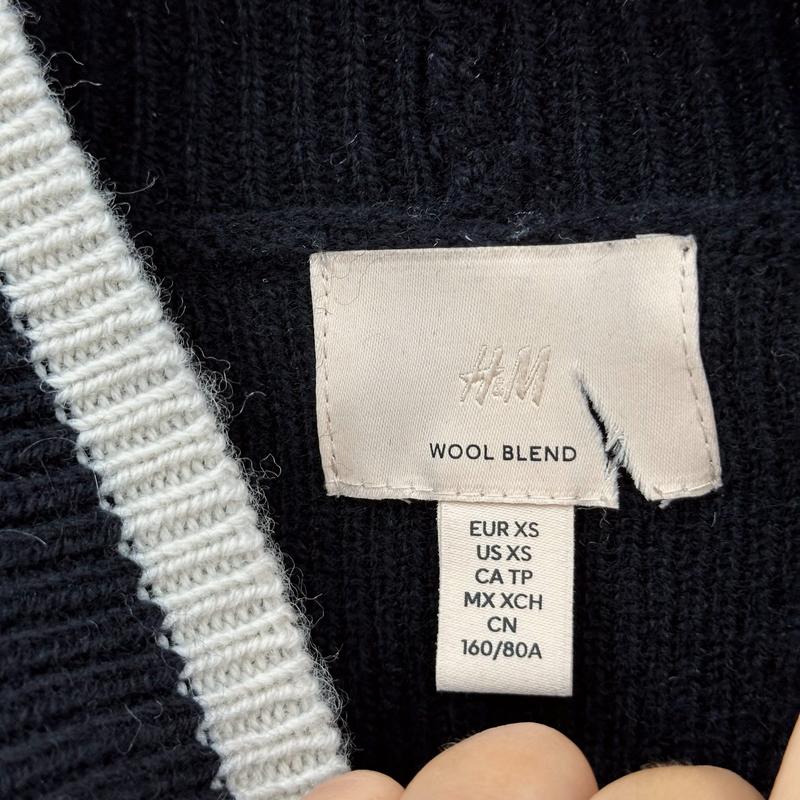 H&M
WOOL BLEND
EUR XS
US XS
CA TP
MX XCH
CN
160/80A